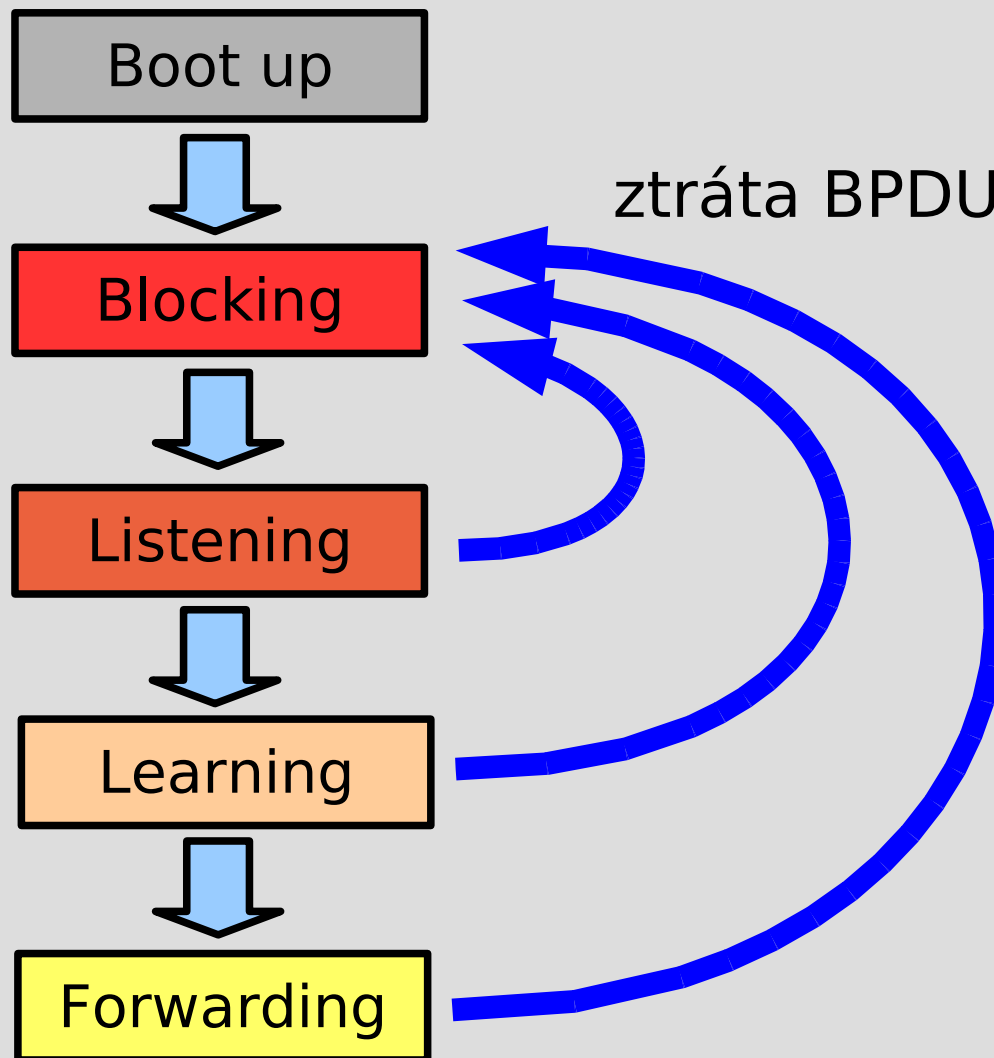 Boot up
ztráta BPDU
Blocking
Listening
Learning
Forwarding